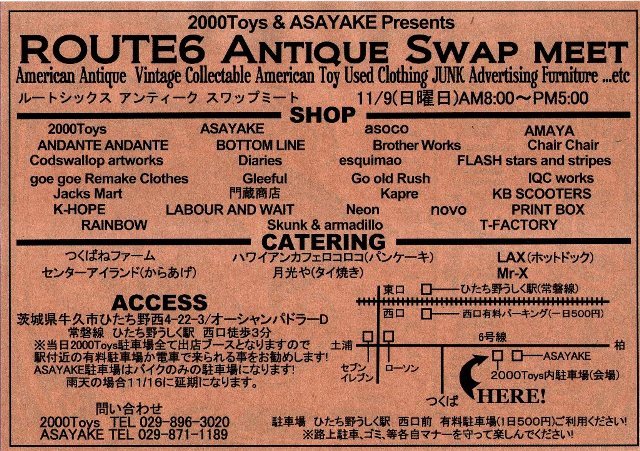 2000Toys & ASAYAKE Presents
ROUTE6 ANTIQUE SWAP MEET
American Antique Vintage Collectable American Toy Used Clothing JUNK Advertising Furniture ...etc
ルートシックス アンティーク スワップミート 11/9(日曜日)AM8:00～PM5:00
SHOP
2000Toys ASAYAKE asoco AMAYA
ANDANTE ANDANTE BOTTOM LINE Brother Works Chair Chair
Codswallop artworks Diaries esquimao FLASH stars and stripes
goe goe Remake Clothes Gleeful Go old Rush IQC works
Jacks Mart 門蔵商店 Kapre KB SCOOTERS
K-HOPE LABOUR AND WAIT Neon novo PRINT BOX
RAINBOW Skunk & armadillo T-FACTORY
CATERING
つくばねファーム ハワイアンカフェロコロコ(パンケーキ) LAX(ホットドック)
センターアイランド(からあげ) 月光や(タイ焼き) Mr-X
ACCESS
茨城県牛久市ひたち野西4-22-3/オーシャンパドラーD
常磐線 ひたち野うしく駅 西口徒歩3分
※当日2000Toys駐車場全て出店ブースとなりますので
駅付近の有料駐車場か電車で来られる事をお勧めします!
ASAYAKE駐車場はバイクのみの駐車場になります!
雨天の場合11/16に延期になります。
問い合わせ
2000Toys TEL 029-896-3020
ASAYAKE TEL 029-871-1189
東口 ひたち野うしく駅(常磐線)
西口 西口有料パーキング(一日500円)
土浦 6号線 柏
セブン
イレブン
ローソン
ASAYAKE
2000Toys内駐車場(会場)
つくば
HERE!
駐車場 ひたち野うしく駅 西口前 有料駐車場(1日500円)ご利用ください!
※路上駐車、ゴミ、等各自マナーを守って楽しんでください!